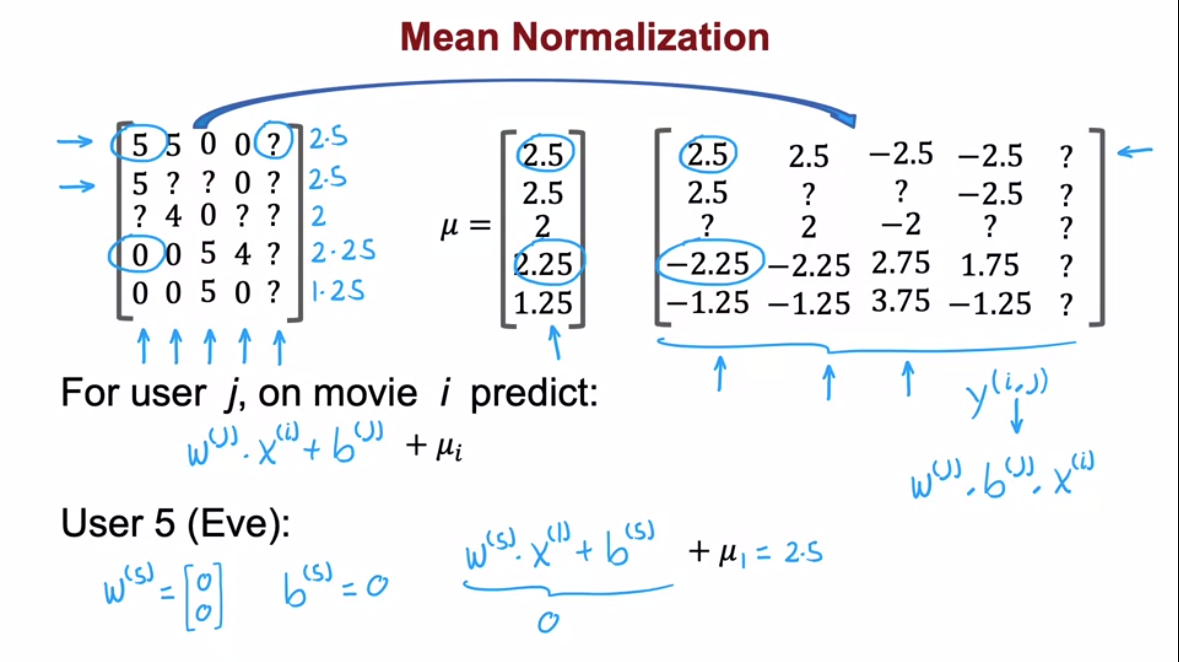 Mean Normalization
5 5 0 0 ? 2.5
5 ? ? 0 ? 2.5
? 4 0 ? ? 2
0 0 5 4 ? 2.25
0 0 5 0 ? 1.25
μ =
2.5
2.5
2
2.25
1.25
2.5 2.5 −2.5 −2.5 ?
2.5 ? ? −2.5 ?
? 2 −2 ? ?
−2.25 −2.25 2.75 1.75 ?
−1.25 −1.25 3.75 −1.25 ?
For user j, on movie i predict:
w^(j) · x^(i) + b^(j) + μᵢ
y^(i,j)
w^(j), b^(j), x^(i)
User 5 (Eve):
w^(5) = [0 0] b^(5) = 0
w^(5) · x^(1) + b^(5) + μ₁ = 2.5
0